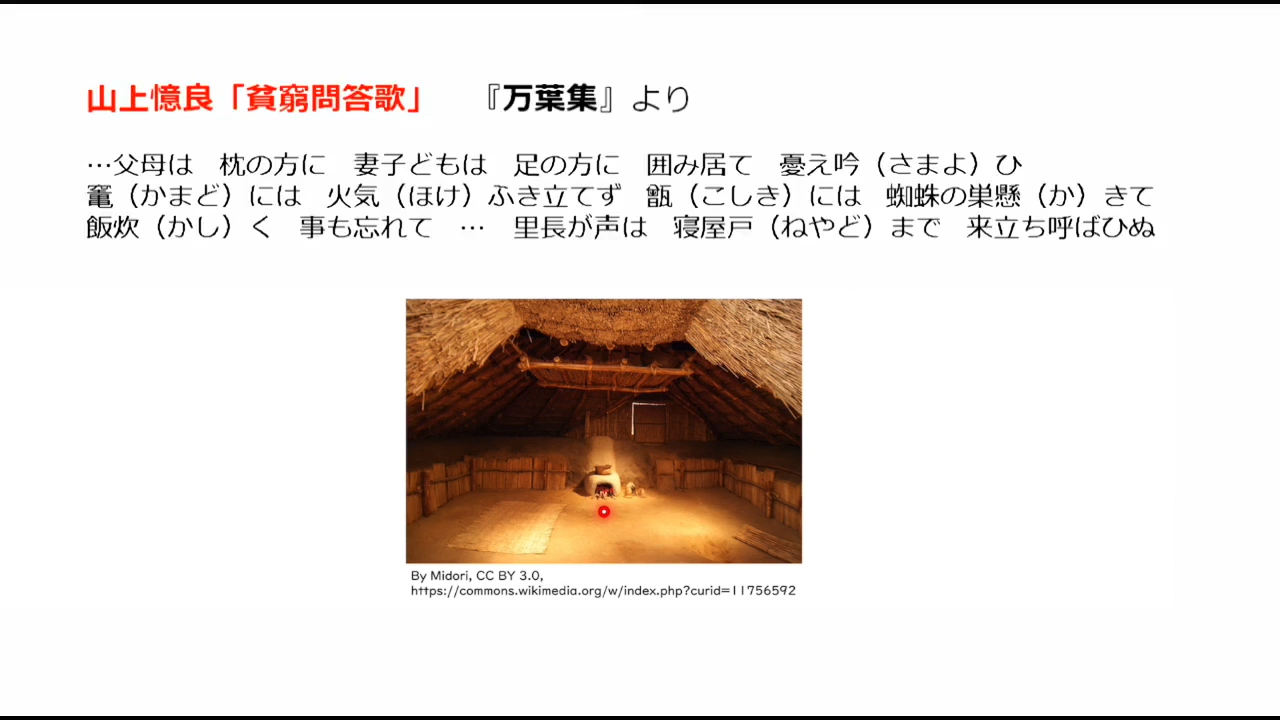 山上憶良「貧窮問答歌」　『万葉集』より
…父母は　枕の方に　妻子どもは　足の方に　囲み居て　憂え吟（さまよ）ひ
竃（かまど）には　火気（ほけ）ふき立てず　甑（こしき）には　蜘蛛の巣懸（か）きて
飯炊（かし）く　事も忘れて　…　里長が声は　寝屋戸（ねやど）まで　来立ち呼ばひぬ
By Midori, CC BY 3.0,
https://commons.wikimedia.org/w/index.php?curid=11756592